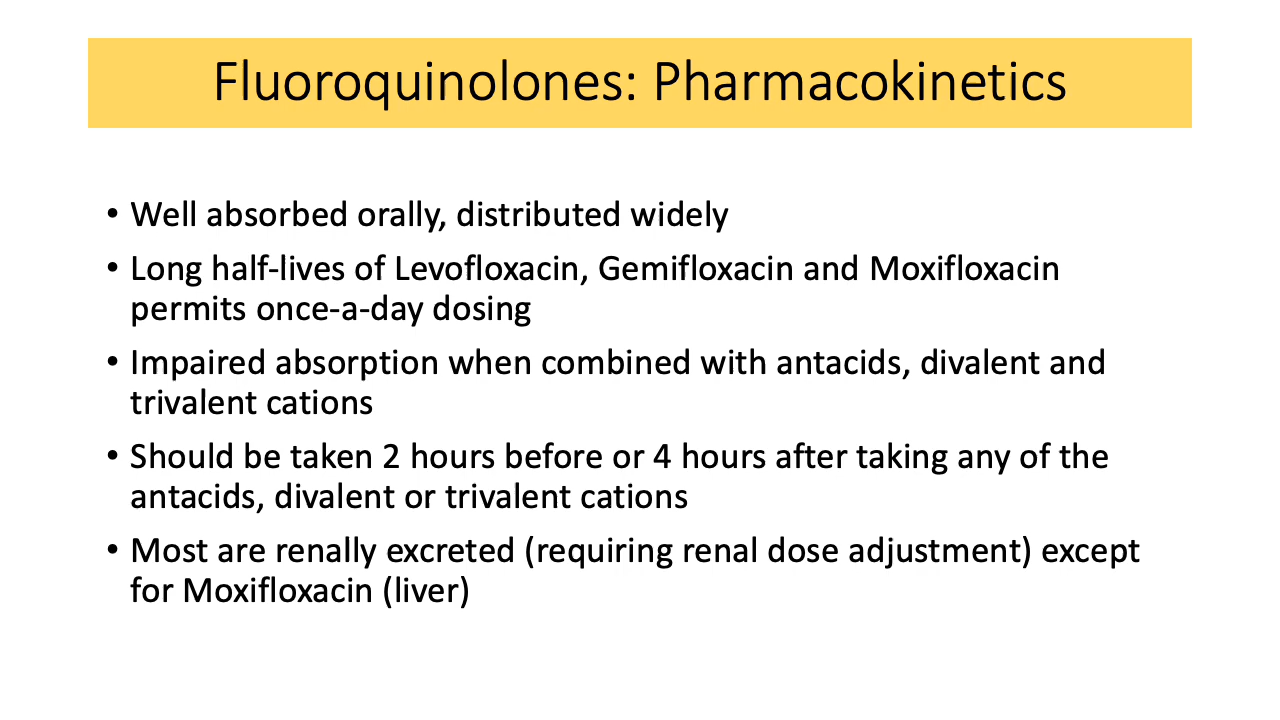 Fluoroquinolones: Pharmacokinetics
• Well absorbed orally, distributed widely
• Long half-lives of Levofloxacin, Gemifloxacin and Moxifloxacin
permits once-a-day dosing
• Impaired absorption when combined with antacids, divalent and
trivalent cations
• Should be taken 2 hours before or 4 hours after taking any of the
antacids, divalent or trivalent cations
• Most are renally excreted (requiring renal dose adjustment) except
for Moxifloxacin (liver)